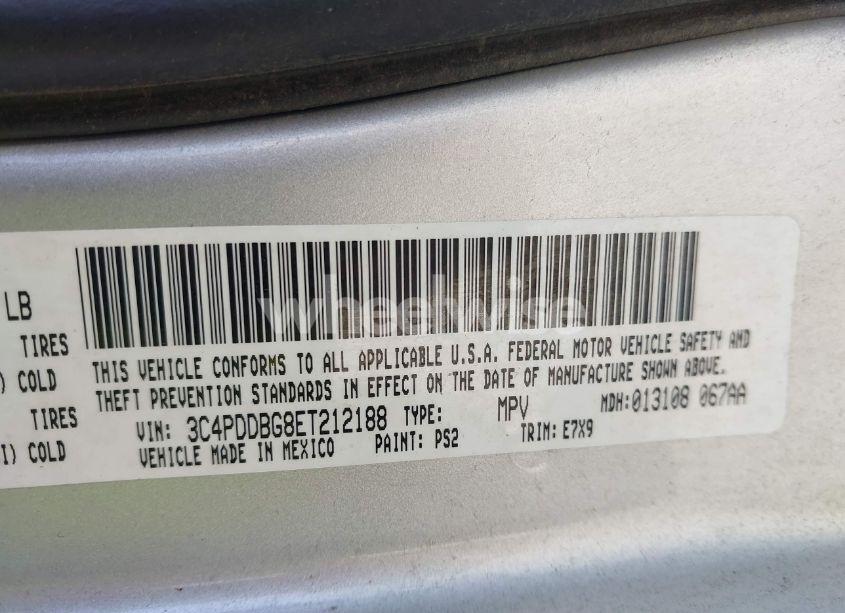 LB
TIRES
) COLD
TIRES
I) COLD
wheelwise
THIS VEHICLE CONFORMS TO ALL APPLICABLE U.S.A. FEDERAL MOTOR VEHICLE SAFETY AND
THEFT PREVENTION STANDARDS IN EFFECT ON THE DATE OF MANUFACTURE SHOWN ABOVE.
VIN: 3C4PDDBG8ET212188 TYPE: MPV MDH:013108 067AA
VEHICLE MADE IN MEXICO PAINT: PS2 TRIM: E7X9